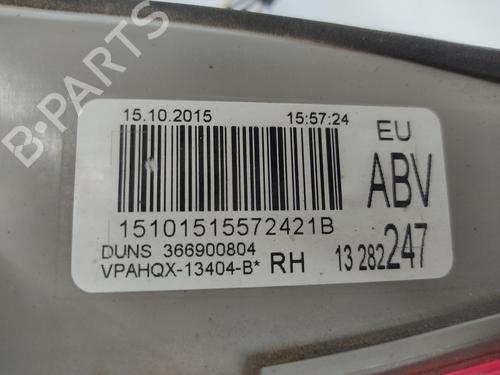 B-PARTS
15.10.2015 15:57:24
EU
ABV
15101515572421B
DUNS 366900804
VPAHQX-13404-B* RH 13 282 247